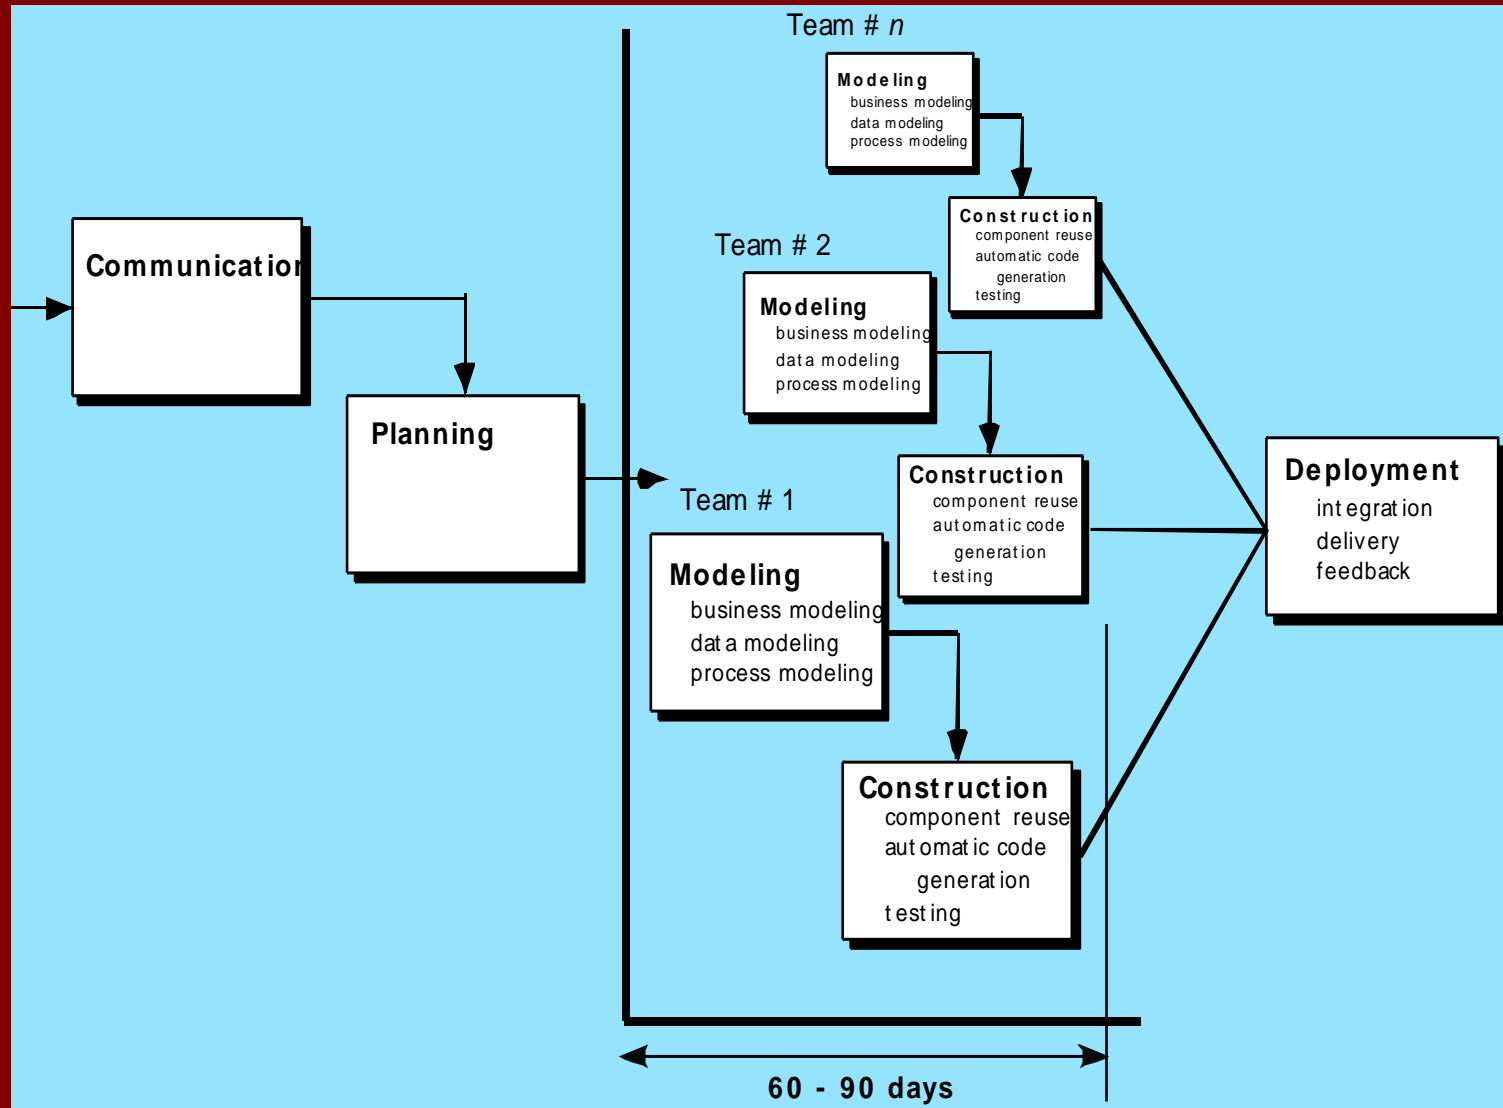 Team # n
Modeling
business modeling
data modeling
process modeling
Construction
component reuse
automatic code
generation
testing
Team # 2
Modeling
business modeling
data modeling
process modeling
Construction
component reuse
automatic code
generation
testing
Communication
Planning
Team # 1
Modeling
business modeling
data modeling
process modeling
Construction
component reuse
automatic code
generation
testing
Deployment
integration
delivery
feedback
60 - 90 days